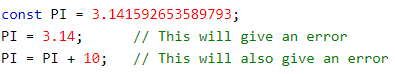 const PI = 3.141592653589793;
PI = 3.14;      // This will give an error
PI = PI + 10;   // This will also give an error